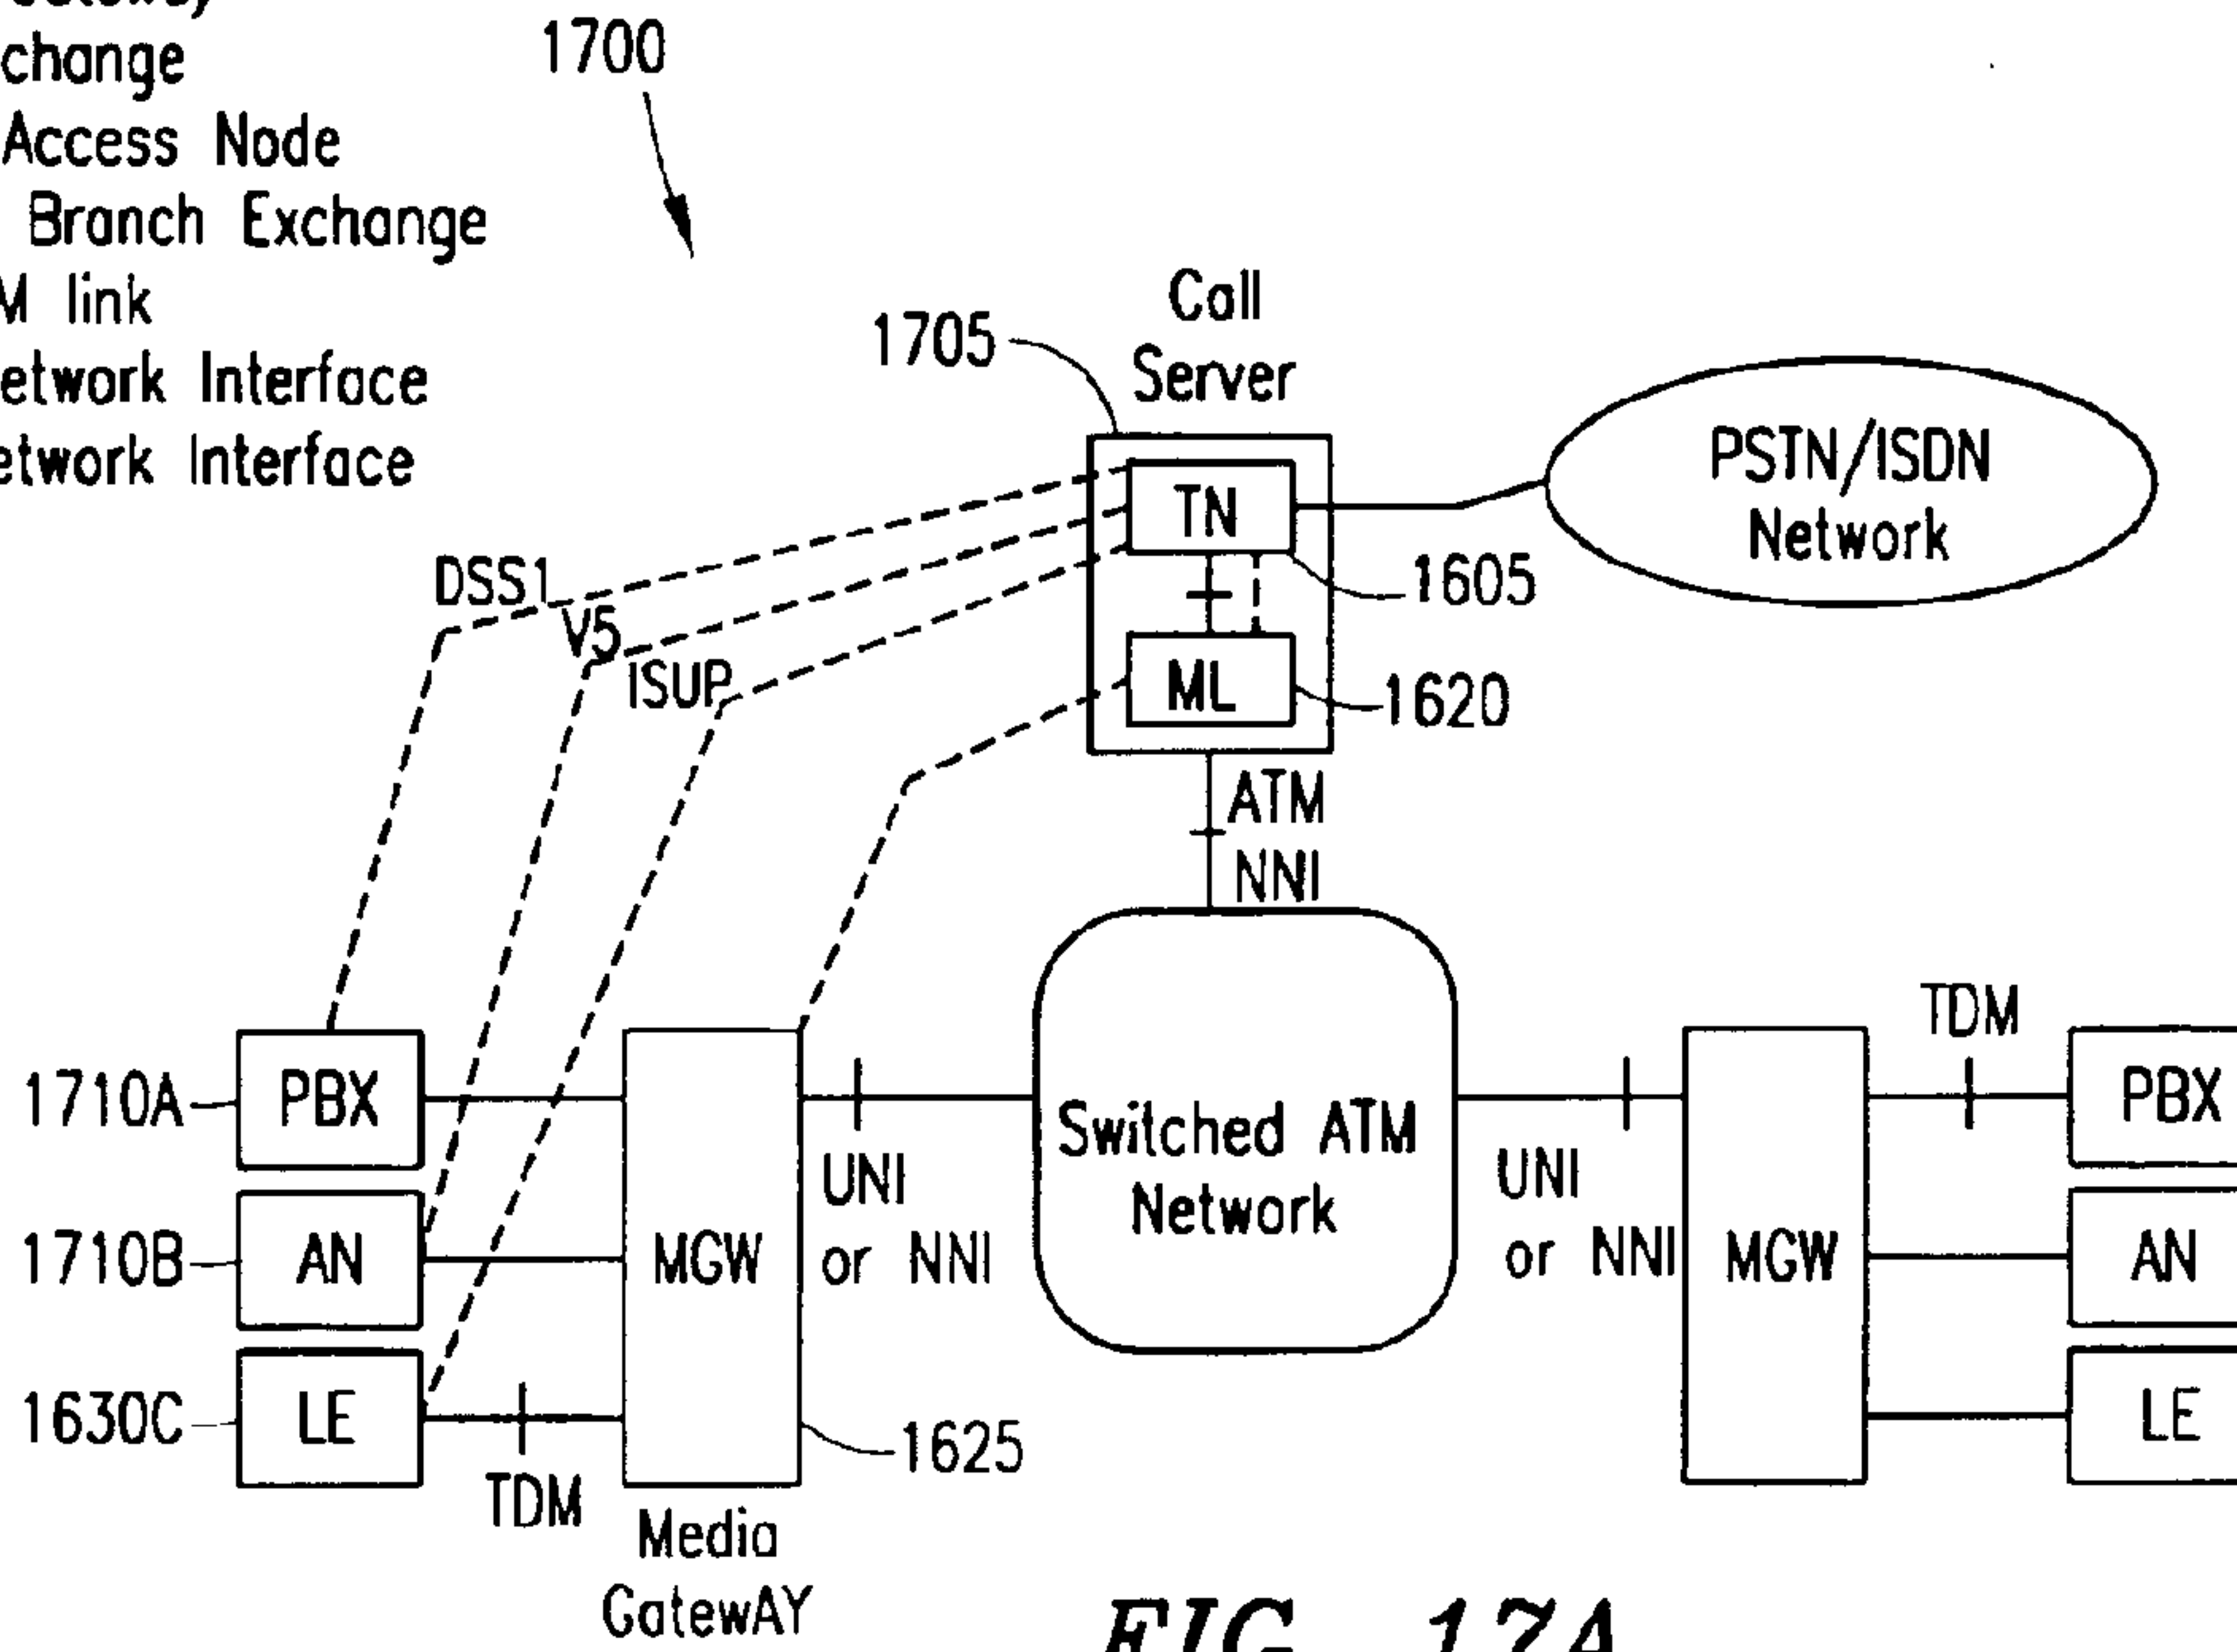 change
1700
Access Node
Branch Exchange
M link
etwork Interface
etwork Interface
Call
Server
1705
TN
PSTN/ISDN
Network
1605
DSS1
V5
ISUP
ML
1620
ATM
NNI
TDM
1710A
PBX
UNI
or NNI
Switched ATM
Network
UNI
or NNI
PBX
1710B
AN
MGW
MGW
AN
1630C
LE
1625
LE
TDM
Media
GatewAY
FIG. 17A